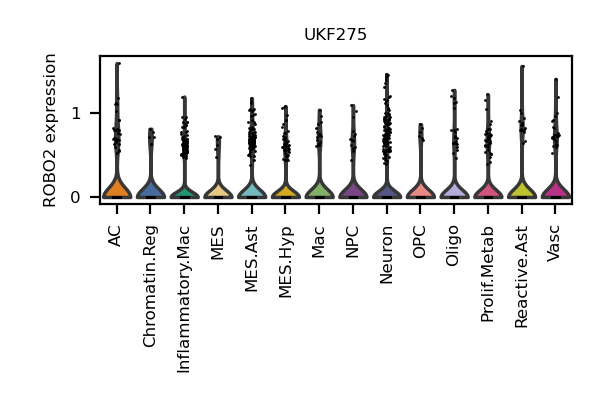 UKF275
ROBO2 expression
1
0
AC
Chromatin.Reg
Inflammatory.Mac
MES
MES.Ast
MES.Hyp
Mac
NPC
Neuron
OPC
Oligo
Prolif.Metab
Reactive.Ast
Vasc